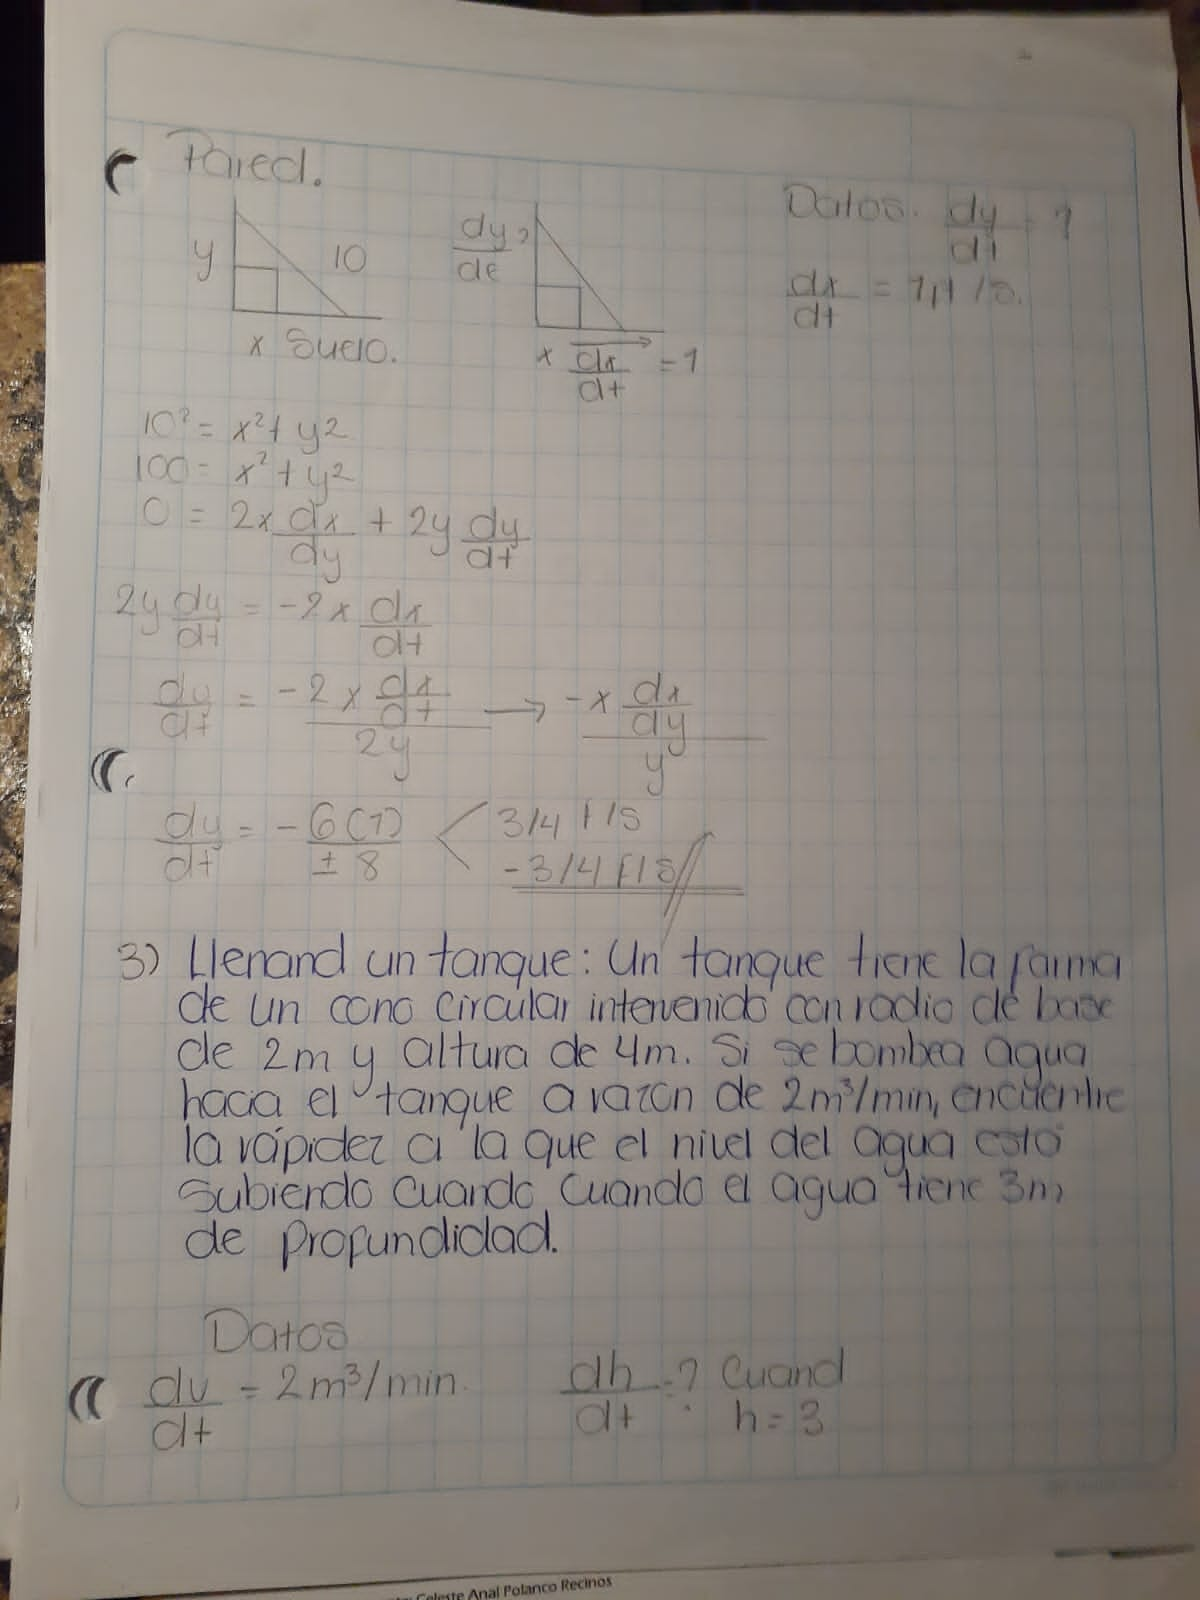 Pared.
y 10
x Suelo.
dy/dt ?
x dx/dt = 1
Datos. dy/dt = ?
dx/dt = 1 /s.
10² = x² + y²
100 = x² + y²
0 = 2x dx/dy + 2y dy/dt
2y dy/dt = -2x dx/dt
dy/dt = -2x dx/dt / 2y → -x dx/dy / y
dy/dt = -6(1) / ± 8 < 3/4 f/s
-3/4 f/s
3) Llenand un tanque: Un tanque tiene la forma
de un cono circular intervenido con radio de base
de 2m y altura de 4m. Si se bombea agua
hacia el tanque a razon de 2m³/min, encuentre
la rápidez a la que el nivel del agua está
subiendo cuando cuando el agua tiene 3m
de profundidad.
Datos
dv/dt = 2m³/min. dh/dt = ? Cuand
h = 3
Celeste Anal Polanco Recinos